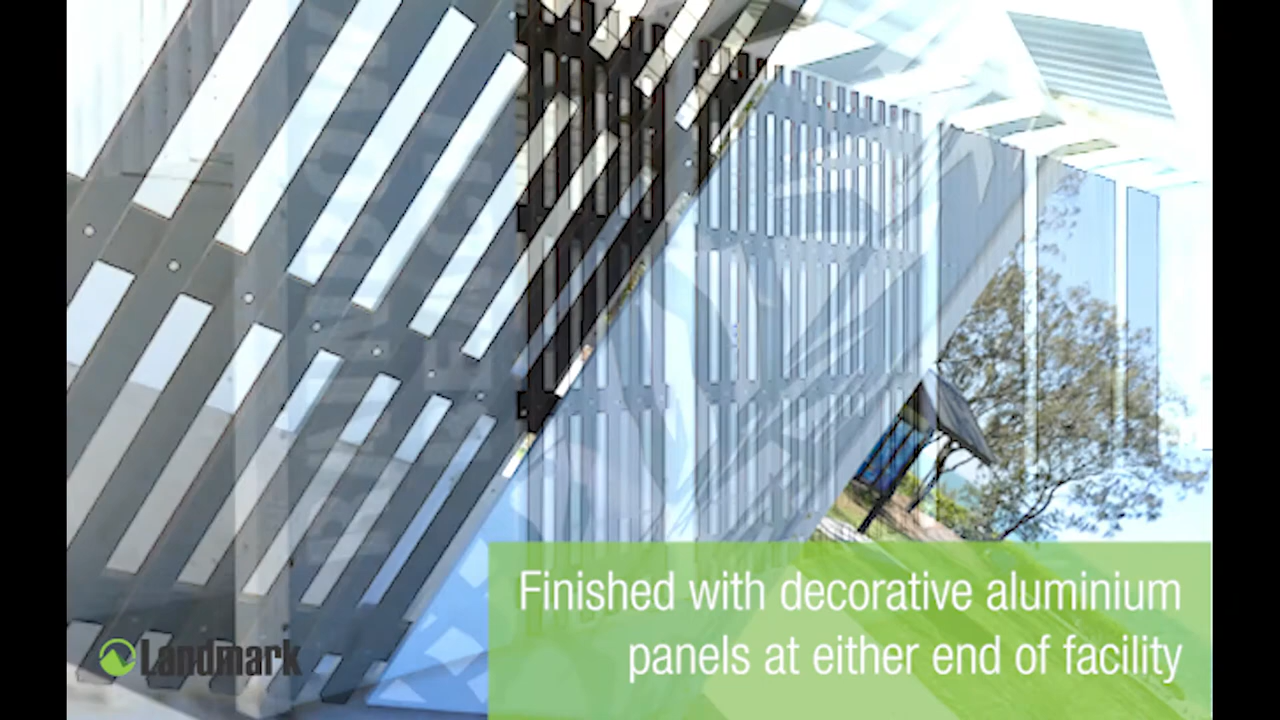 Finished with decorative aluminium
panels at either end of facility
Landmark